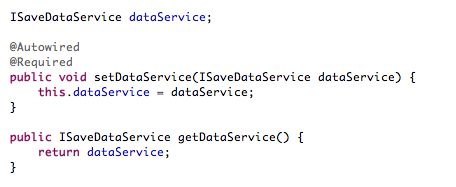 ISaveDataService dataService;
@Autowired
@Required
public void setDataService(ISaveDataService dataService) {
this.dataService = dataService;
}
public ISaveDataService getDataService() {
return dataService;
}